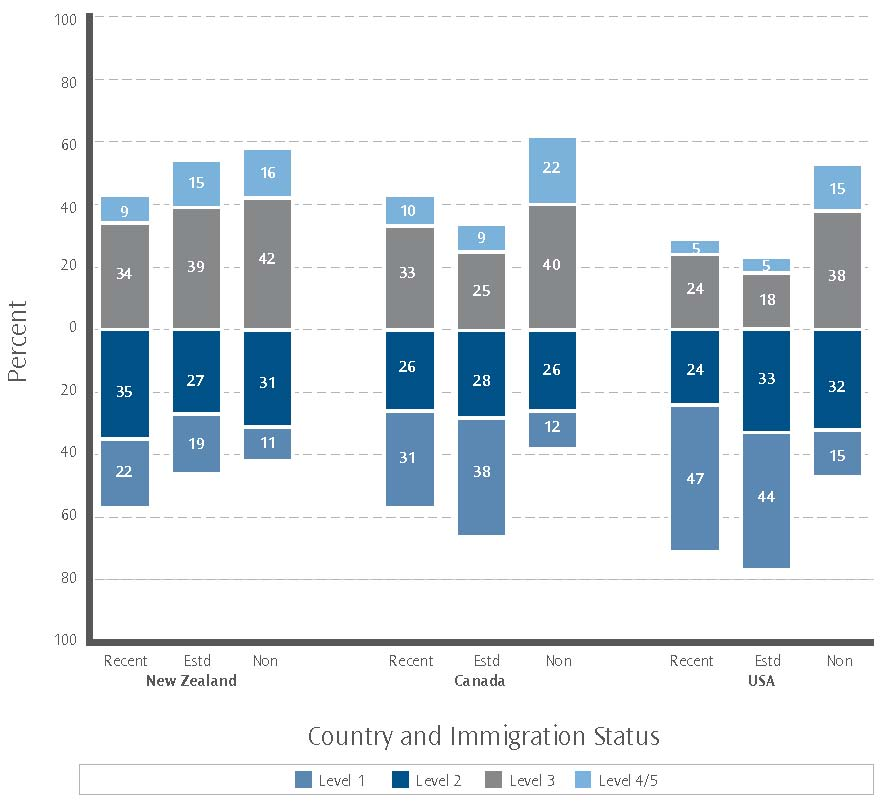 100
80
60
40
20
0
20
40
60
80
100
Percent
9 15 16 10 9 22 5 5 15
34 39 42 33 25 40 24 18 38
35 27 31 26 28 26 24 33 32
22 19 11 31 38 12 47 44 15
Recent Estd Non Recent Estd Non Recent Estd Non
New Zealand Canada USA
Country and Immigration Status
Level 1 Level 2 Level 3 Level 4/5